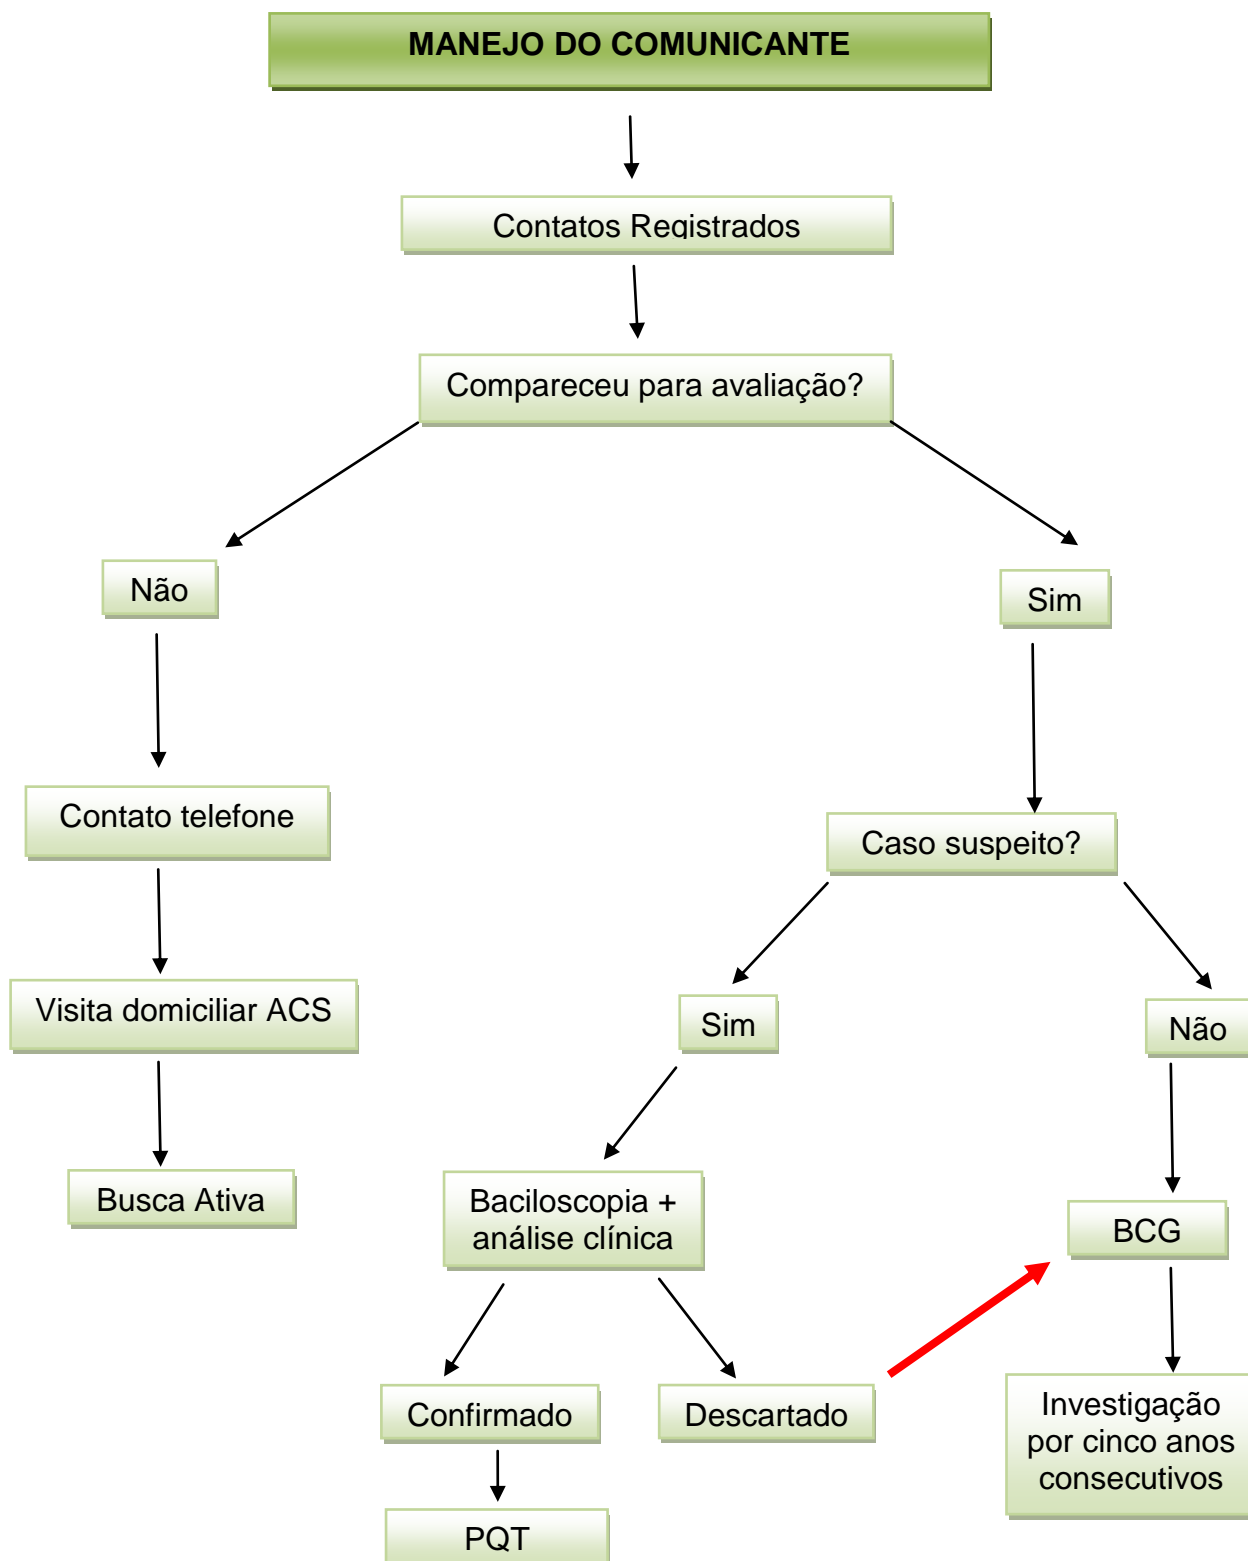 MANEJO DO COMUNICANTE
Contatos Registrados
Compareceu para avaliação?
Não
Sim
Contato telefone
Caso suspeito?
Visita domiciliar ACS
Sim
Não
Busca Ativa
Baciloscopia +
análise clínica
BCG
Confirmado
Descartado
Investigação
por cinco anos
consecutivos
PQT